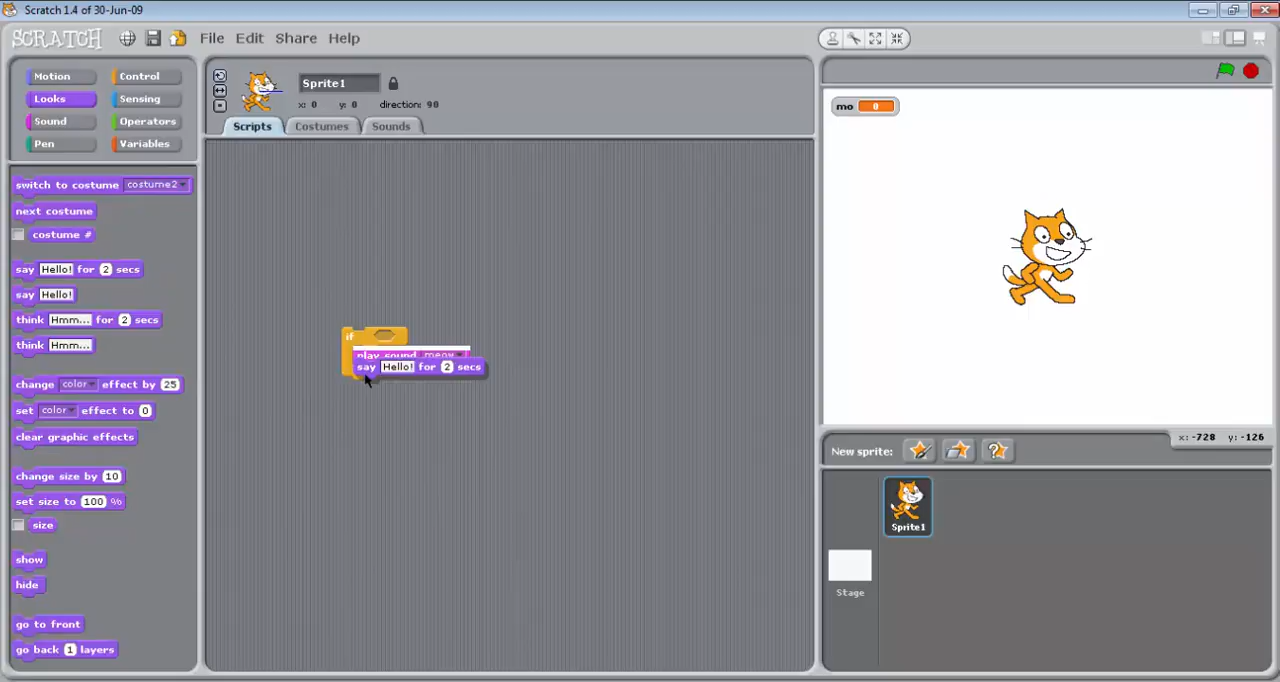 Scratch 1.4 of 30-Jun-09
SCRATCH File Edit Share Help
Motion Control
Looks Sensing
Sound Operators
Pen Variables
switch to costume costume2
next costume
costume #
say Hello! for 2 secs
say Hello!
think Hmm... for 2 secs
think Hmm...
change color effect by 25
set color effect to 0
clear graphic effects
change size by 10
set size to 100 %
size
show
hide
go to front
go back 1 layers
Sprite1
x: 0 y: 0 direction: 90
Scripts Costumes Sounds
if
play sound meow
say Hello! for 2 secs
mo 0
x: -728 y: -126
New sprite:
Sprite1
Stage